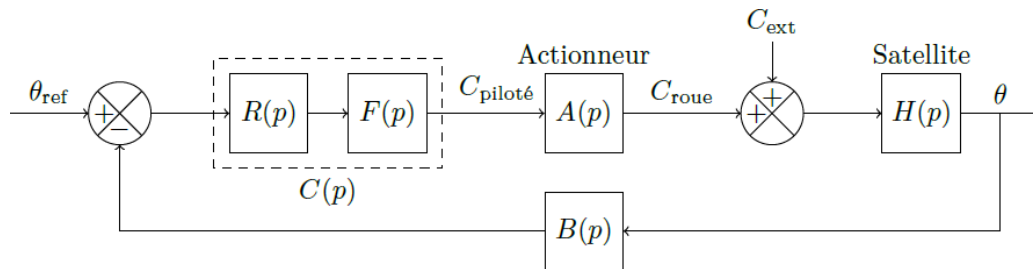 C_ext
Actionneur
Satellite
θ_ref
+
−
R(p)
F(p)
C_piloté
A(p)
C_roue
+
+
H(p)
θ
C(p)
B(p)